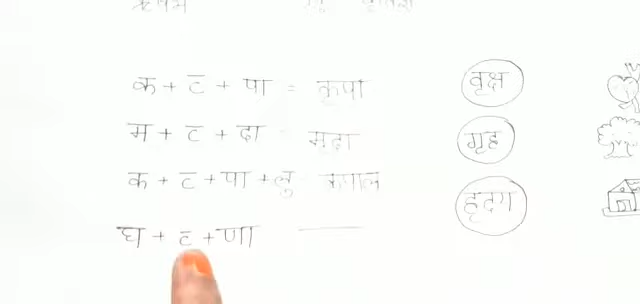 क + ृ + पा = कृपा वृक्ष
म + ृ + दा मृदा गृह
क + ृ + पा + लु हृदय
घ + ृ + णा